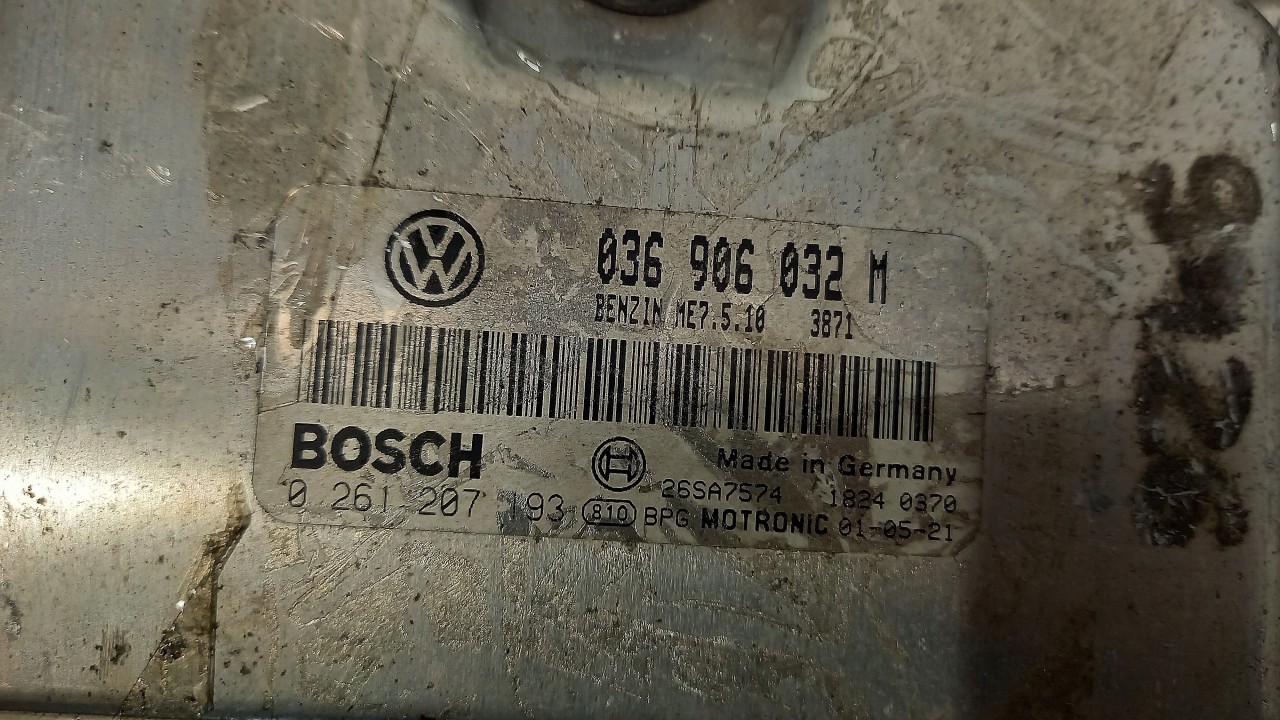 036 906 032 M
BENZIN ME7.5.10 3871
BOSCH
Made in Germany
26SA7574 1824 0370
0 261 207 193 810 BPG MOTRONIC 01-05-21